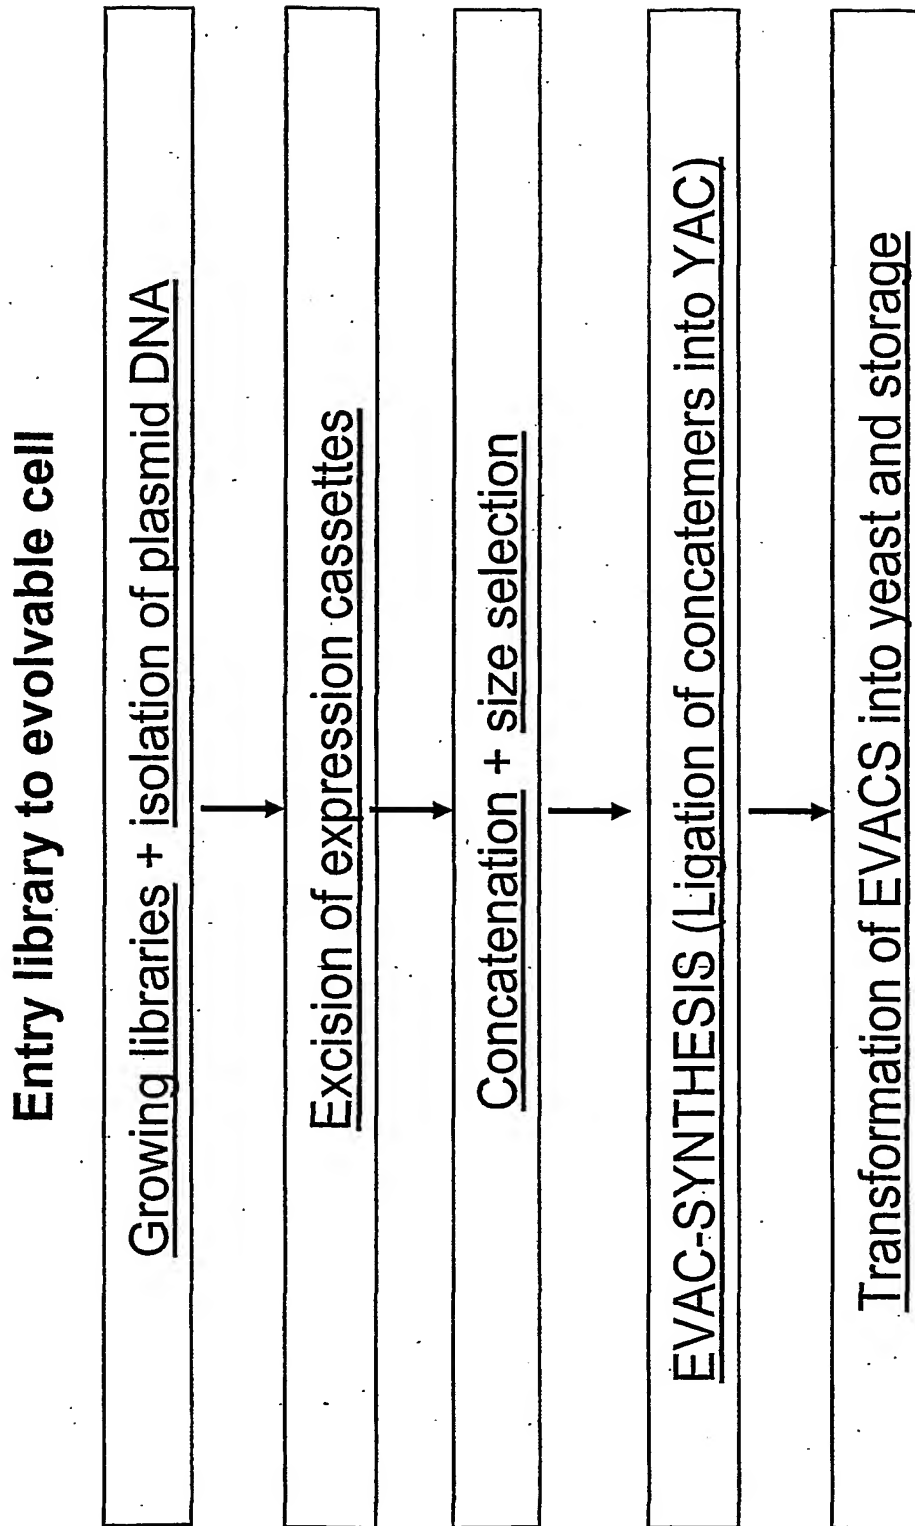 Entry library to evolvable cell
Growing libraries + isolation of plasmid DNA
Excision of expression cassettes
Concatenation + size selection
EVAC-SYNTHESIS (Ligation of concatemers into YAC)
Transformation of EVACS into yeast and storage